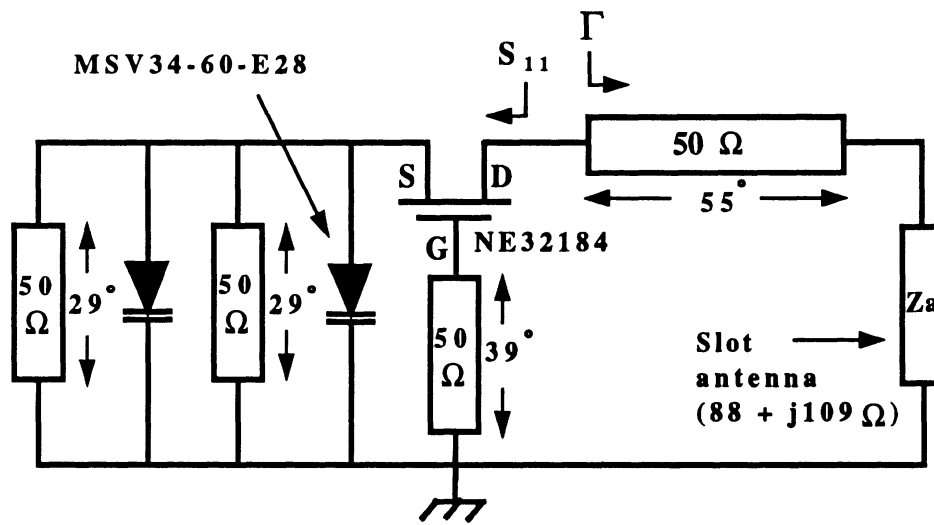 MSV34-60-E28
S₁₁
Γ
50 Ω
55°
S
D
G
NE32184
50
Ω
29°
50
Ω
29°
50
Ω
39°
Za
Slot
antenna
(88 + j109 Ω)